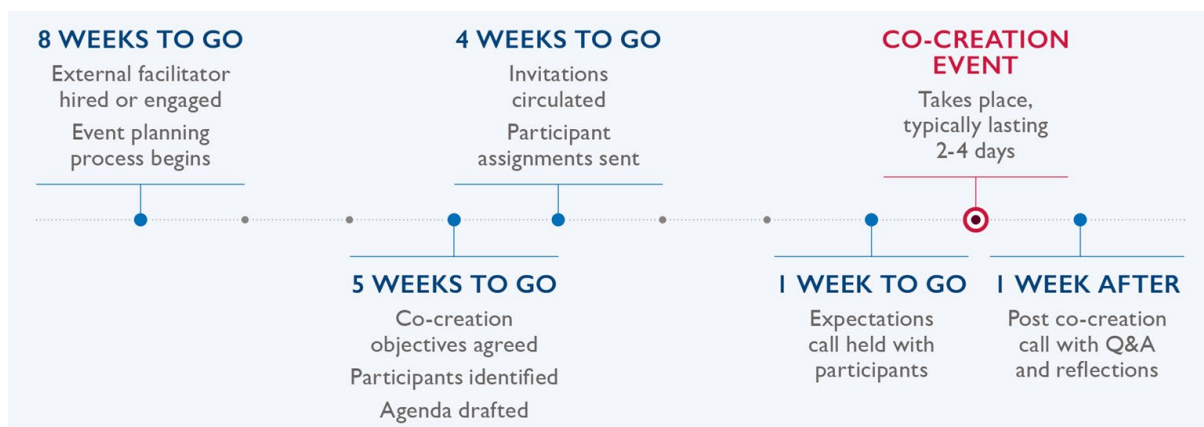 8 WEEKS TO GO
External facilitator
hired or engaged
Event planning
process begins
5 WEEKS TO GO
Co-creation
objectives agreed
Participants identified
Agenda drafted
4 WEEKS TO GO
Invitations
circulated
Participant
assignments sent
1 WEEK TO GO
Expectations
call held with
participants
CO-CREATION
EVENT
Takes place,
typically lasting
2-4 days
1 WEEK AFTER
Post co-creation
call with Q&A
and reflections